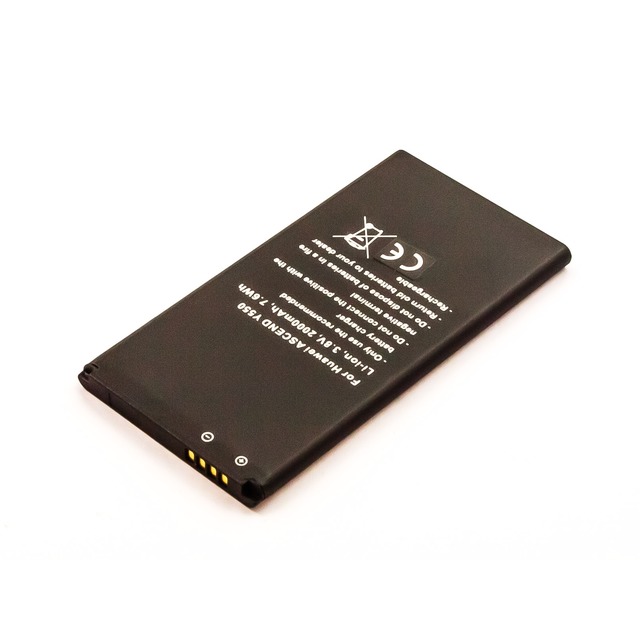 For Huawei ASCEND Y550
Li-ion, 3.8V, 2000mAh, 7.6Wh
- Only use the recommended
battery charger
- Do not connect the positive with the
negative terminal
- Do not dispose of batteries in a fire
- Return old batteries to your dealer
- Rechargeable
CE